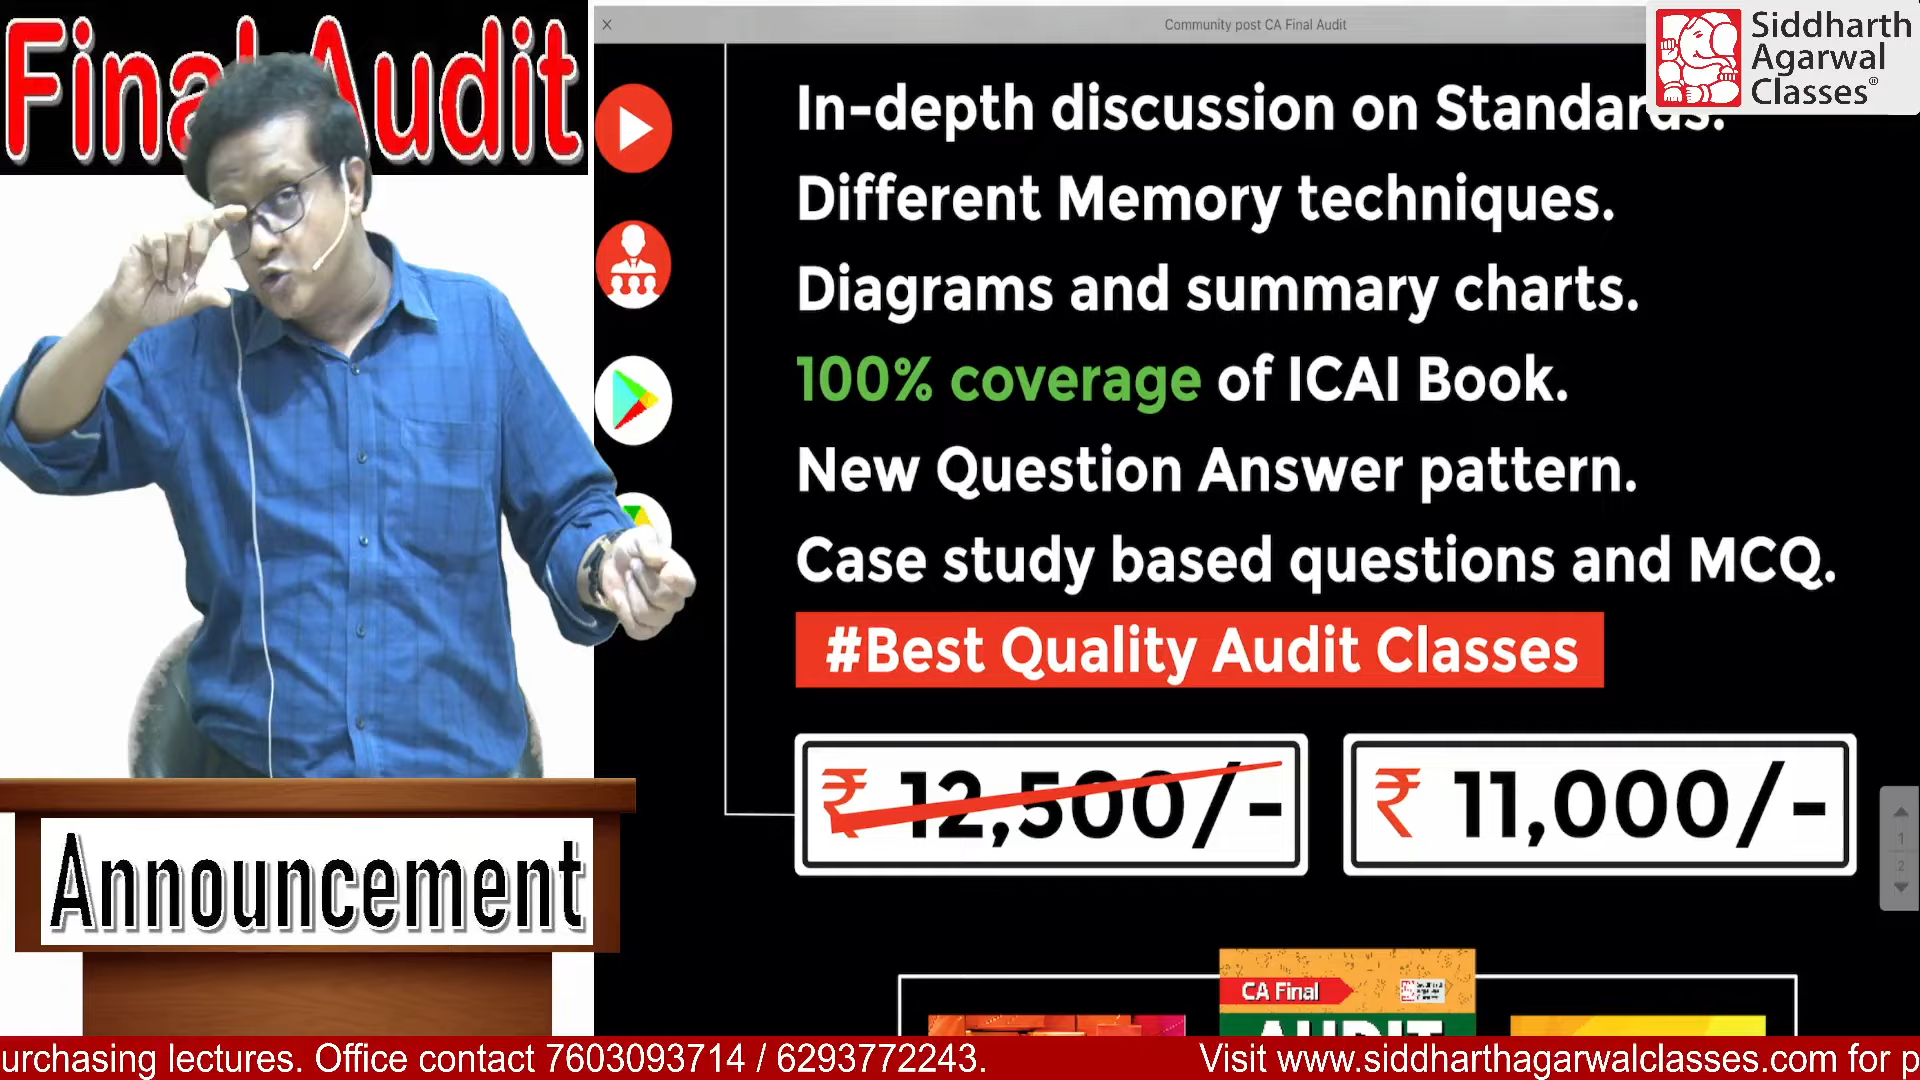 Final Audit
Community post CA Final Audit
Siddharth
Agarwal
Classes®
In-depth discussion on Standards.
Different Memory techniques.
Diagrams and summary charts.
100% coverage of ICAI Book.
New Question Answer pattern.
Case study based questions and MCQ.
#Best Quality Audit Classes
₹ 12,500/-
₹ 11,000/-
1
2
Announcement
CA Final
AUDIT
urchasing lectures. Office contact 7603093714 / 6293772243.
Visit www.siddharthagarwalclasses.com for p